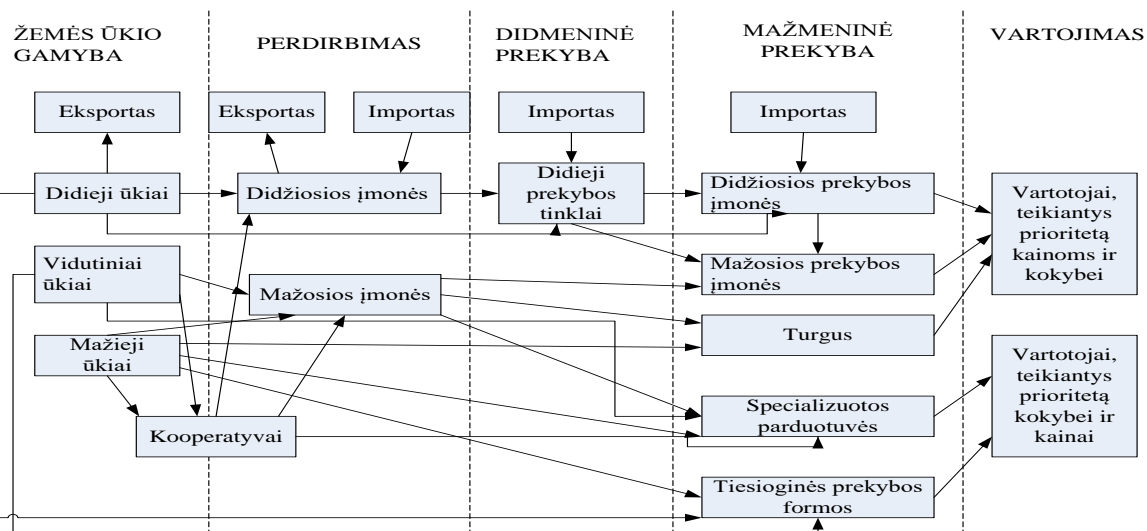 ŽEMĖS ŪKIO
GAMYBA
PERDIRBIMAS
DIDMENINĖ
PREKYBA
MAŽMENINĖ
PREKYBA
VARTOJIMAS
Eksportas
Eksportas
Importas
Importas
Importas
Didieji ūkiai
Didžiosios įmonės
Didieji
prekybos
tinklai
Didžiosios prekybos
įmonės
Vartotojai,
teikiantys
prioritetą
kainoms ir
kokybei
Vidutiniai
ūkiai
Mažosios įmonės
Mažosios prekybos
įmonės
Turgus
Mažieji
ūkiai
Vartotojai,
teikiantys
prioritetą
kokybei ir
kainai
Kooperatyvai
Specializuotos
parduotuvės
Tiesioginės prekybos
formos